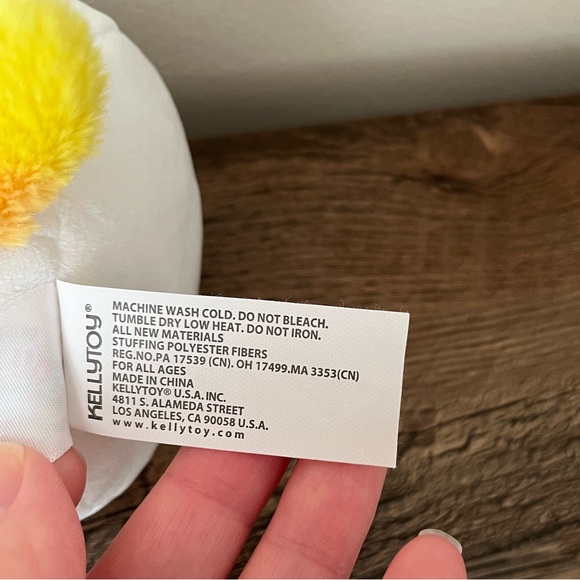 KELLYTOY®
MACHINE WASH COLD. DO NOT BLEACH.
TUMBLE DRY LOW HEAT. DO NOT IRON.
ALL NEW MATERIALS
STUFFING POLYESTER FIBERS
REG.NO.PA 17539 (CN). OH 17499.MA 3353(CN)
FOR ALL AGES
MADE IN CHINA
KELLYTOY® U.S.A. INC.
4811 S. ALAMEDA STREET
LOS ANGELES, CA 90058 U.S.A.
www.kellytoy.com